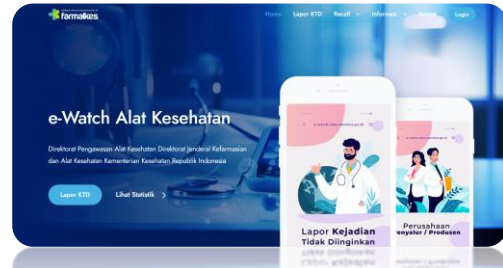 farmalkes
Home Lapor KTD Recall Informasi Login
e-Watch Alat Kesehatan
Direktorat Pengawasan Alat Kesehatan Direktorat Jenderal Kefarmasian
dan Alat Kesehatan Kementerian Kesehatan Republik Indonesia
Lapor KTD Lihat Statistik >
Lapor Kejadian
Tidak Diinginkan
Perusahaan
Penyalur / Produsen